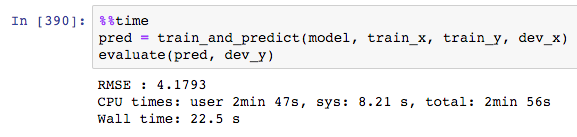 In [390]: %%time
pred = train_and_predict(model, train_x, train_y, dev_x)
evaluate(pred, dev_y)
RMSE : 4.1793
CPU times: user 2min 47s, sys: 8.21 s, total: 2min 56s
Wall time: 22.5 s